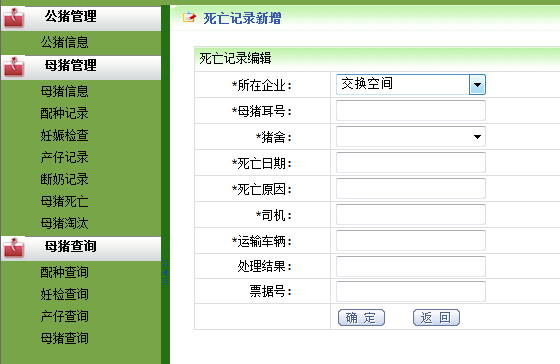 公猪管理
公猪信息
母猪管理
母猪信息
配种记录
妊娠检查
产仔记录
断奶记录
母猪死亡
母猪淘汰
母猪查询
配种查询
妊检查询
产仔查询
母猪查询
死亡记录新增
死亡记录编辑
*所在企业： 交换空间
*母猪耳号：
*猪舍：
*死亡日期：
*死亡原因：
*司机：
*运输车辆：
处理结果：
票据号：
确 定 返 回